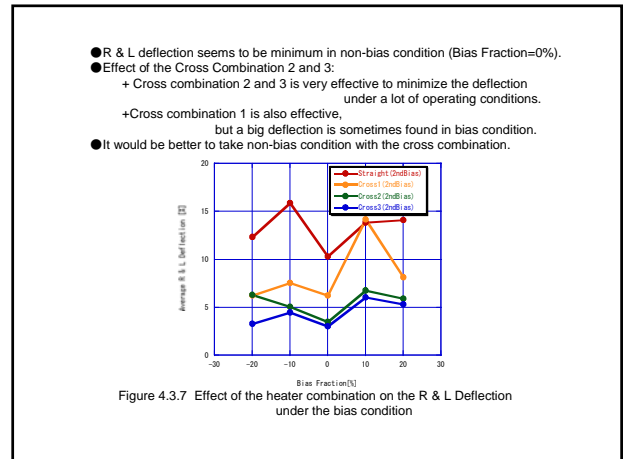 ●R & L deflection seems to be minimum in non-bias condition (Bias Fraction=0%).
●Effect of the Cross Combination 2 and 3:
+ Cross combination 2 and 3 is very effective to minimize the deflection
under a lot of operating conditions.
+Cross combination 1 is also effective,
but a big deflection is sometimes found in bias condition.
●It would be better to take non-bias condition with the cross combination.
20
Straight(2ndBias)
Cross1(2ndBias)
Cross2(2ndBias)
Cross3(2ndBias)
15
Average R & L Deflection [%]
10
5
0
-30 -20 -10 0 10 20 30
Bias Fraction[%]
Figure 4.3.7 Effect of the heater combination on the R & L Deflection
under the bias condition